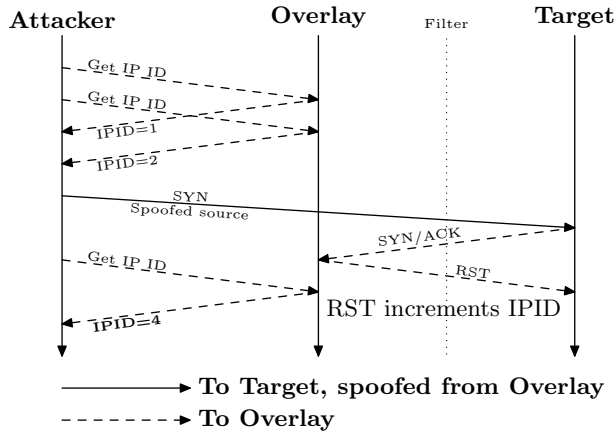 Attacker
Overlay
Filter
Target
Get IP ID
Get IP ID
IPID=1
IPID=2
SYN
Spoofed source
SYN/ACK
Get IP ID
RST
RST increments IPID
IPID=4
To Target, spoofed from Overlay
To Overlay